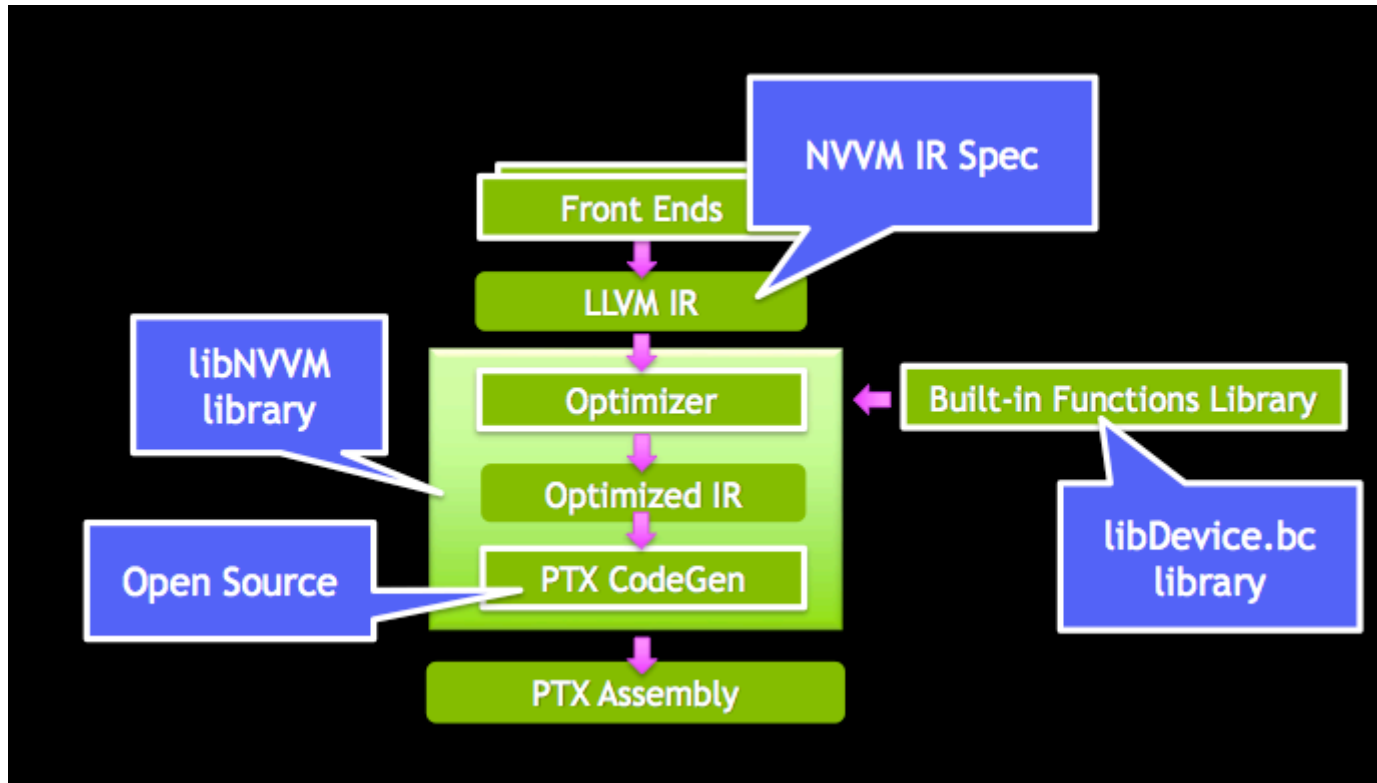 NVVM IR Spec
Front Ends
LLVM IR
libNVVM
library
Optimizer
Built-in Functions Library
Optimized IR
libDevice.bc
library
Open Source
PTX CodeGen
PTX Assembly